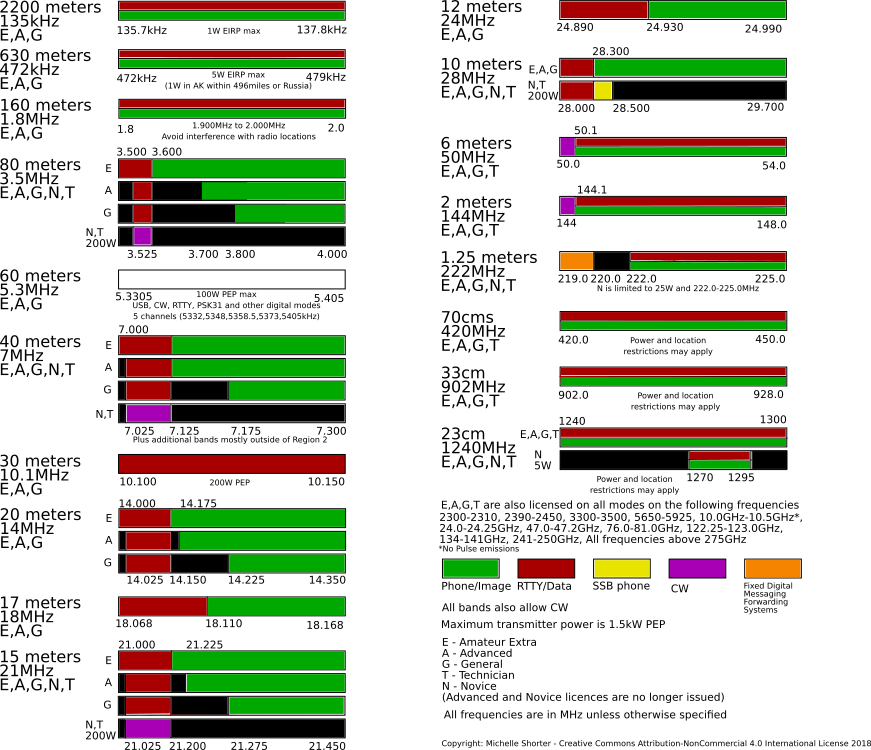 2200 meters
135kHz
E,A,G
135.7kHz 1W EIRP max 137.8kHz
630 meters
472kHz
E,A,G
472kHz 5W EIRP max 479kHz
(1W in AK within 496miles or Russia)
160 meters
1.8MHz
E,A,G
1.8 1.900MHz to 2.000MHz 2.0
Avoid interference with radio locations
80 meters
3.5MHz
E,A,G,N,T
3.500 3.600
E
A
G
N,T
200W
3.525 3.700 3.800 4.000
60 meters
5.3MHz
E,A,G
5.3305 100W PEP max 5.405
USB, CW, RTTY, PSK31 and other digital modes
5 channels (5332,5348,5358.5,5373,5405kHz)
40 meters
7MHz
E,A,G,N,T
7.000
E
A
G
N,T
7.025 7.125 7.175 7.300
Plus additional bands mostly outside of Region 2
30 meters
10.1MHz
E,A,G
10.100 200W PEP 10.150
20 meters
14MHz
E,A,G
14.000 14.175
E
A
G
14.025 14.150 14.225 14.350
17 meters
18MHz
E,A,G
18.068 18.110 18.168
15 meters
21MHz
E,A,G,N,T
21.000 21.225
E
A
G
N,T
200W
21.025 21.200 21.275 21.450
12 meters
24MHz
E,A,G
24.890 24.930 24.990
10 meters
28MHz
E,A,G,N,T
28.300
E,A,G
N,T
200W
28.000 28.500 29.700
6 meters
50MHz
E,A,G,T
50.1
50.0 54.0
2 meters
144MHz
E,A,G,T
144.1
144 148.0
1.25 meters
222MHz
E,A,G,N,T
219.0 220.0 222.0 225.0
N is limited to 25W and 222.0-225.0MHz
70cms
420MHz
E,A,G,T
420.0 Power and location 450.0
restrictions may apply
33cm
902MHz
E,A,G,T
902.0 Power and location 928.0
restrictions may apply
23cm
1240MHz
E,A,G,N,T
1240 1300
E,A,G,T
N
5W
Power and location 1270 1295
restrictions may apply
E,A,G,T are also licensed on all modes on the following frequencies
2300-2310, 2390-2450, 3300-3500, 5650-5925, 10.0GHz-10.5GHz*,
24.0-24.25GHz, 47.0-47.2GHz, 76.0-81.0GHz, 122.25-123.0GHz,
134-141GHz, 241-250GHz, All frequencies above 275GHz
*No Pulse emissions
Phone/Image RTTY/Data SSB phone CW Fixed Digital
Messaging
Forwarding
Systems
All bands also allow CW
Maximum transmitter power is 1.5kW PEP
E - Amateur Extra
A - Advanced
G - General
T - Technician
N - Novice
(Advanced and Novice licences are no longer issued)
All frequencies are in MHz unless otherwise specified
Copyright: Michelle Shorter - Creative Commons Attribution-NonCommercial 4.0 International License 2018